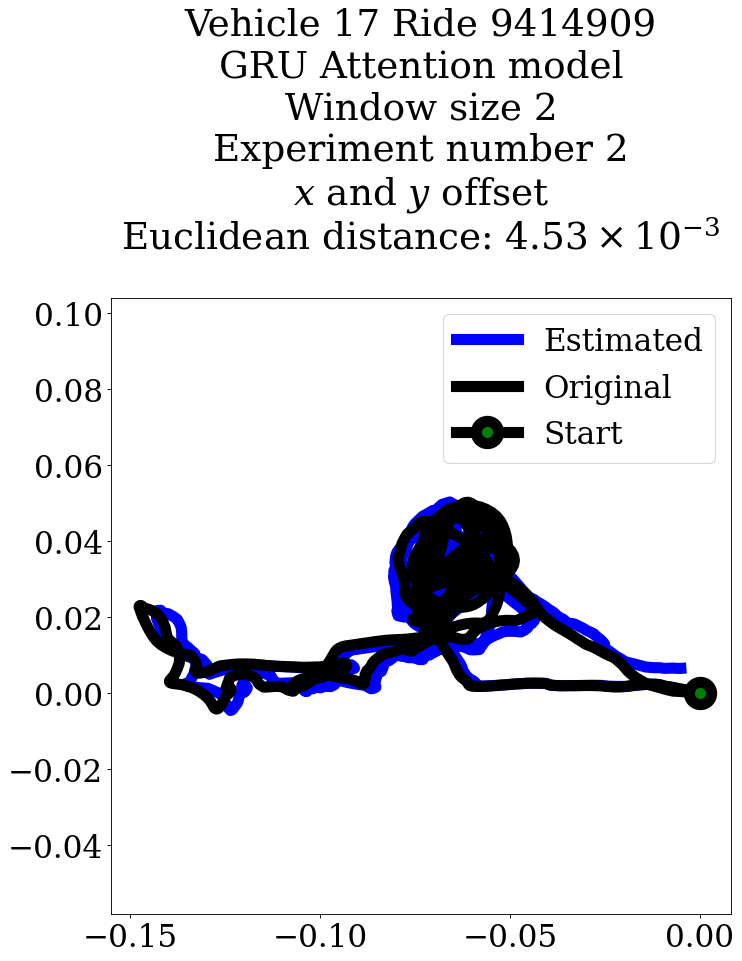 Vehicle 17 Ride 9414909
GRU Attention model
Window size 2
Experiment number 2
x and y offset
Euclidean distance: 4.53 × 10⁻³
Estimated
Original
Start
0.10
0.08
0.06
0.04
0.02
0.00
−0.02
−0.04
−0.15
−0.10
−0.05
0.00